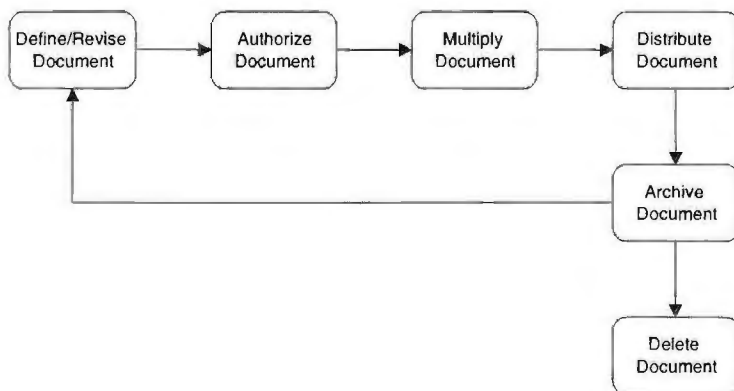 Define/Revise
Document
Authorize
Document
Multiply
Document
Distribute
Document
Archive
Document
Delete
Document